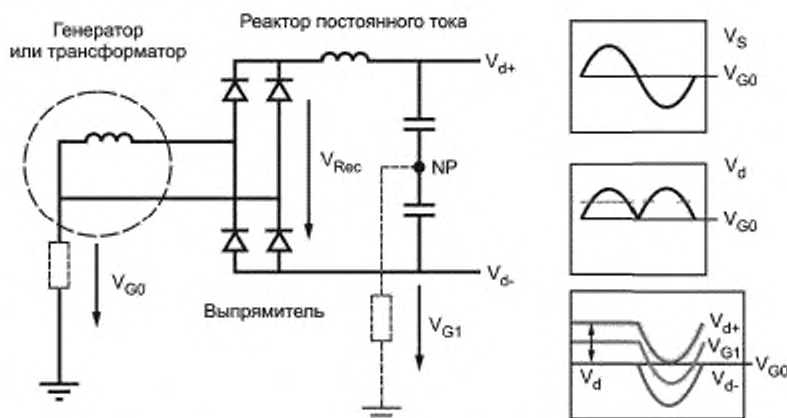 Генератор
или трансформатор
Реактор постоянного тока
V_d+
V_Rec
NP
V_G0
Выпрямитель
V_d-
V_G1
V_S
V_G0
V_d
V_G0
V_d+
V_G1
V_G0
V_d
V_d-